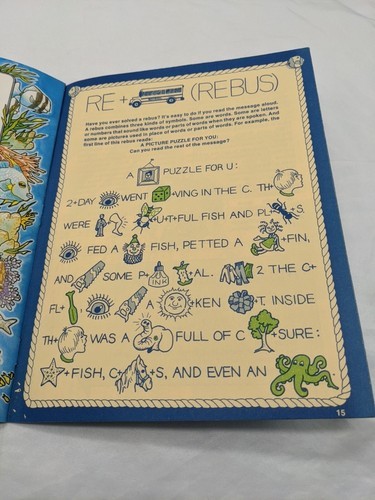 RE + (REBUS)
Have you ever solved a rebus? It's easy to do if you read the message aloud.
A rebus combines three kinds of symbols. Some are words. Some are letters
or numbers that sound like words or parts of words when they are spoken. And
some are pictures used in place of words or parts of words. For example, the
first line of this rebus reads:
A PICTURE PUZZLE FOR YOU:
Can you read the rest of the message?
A PUZZLE FOR U:
2+DAY WENT +VING IN THE C. TH+
WERE +U+T+FUL FISH AND PL+ +S.
FED A FISH, PETTED A +FIN,
AND SOME P+ INK +AL. 2 THE C+
FL+ A +KEN +T. INSIDE
TH+ WAS A FULL OF C +SURE:
+FISH, C+ +S, AND EVEN AN
15